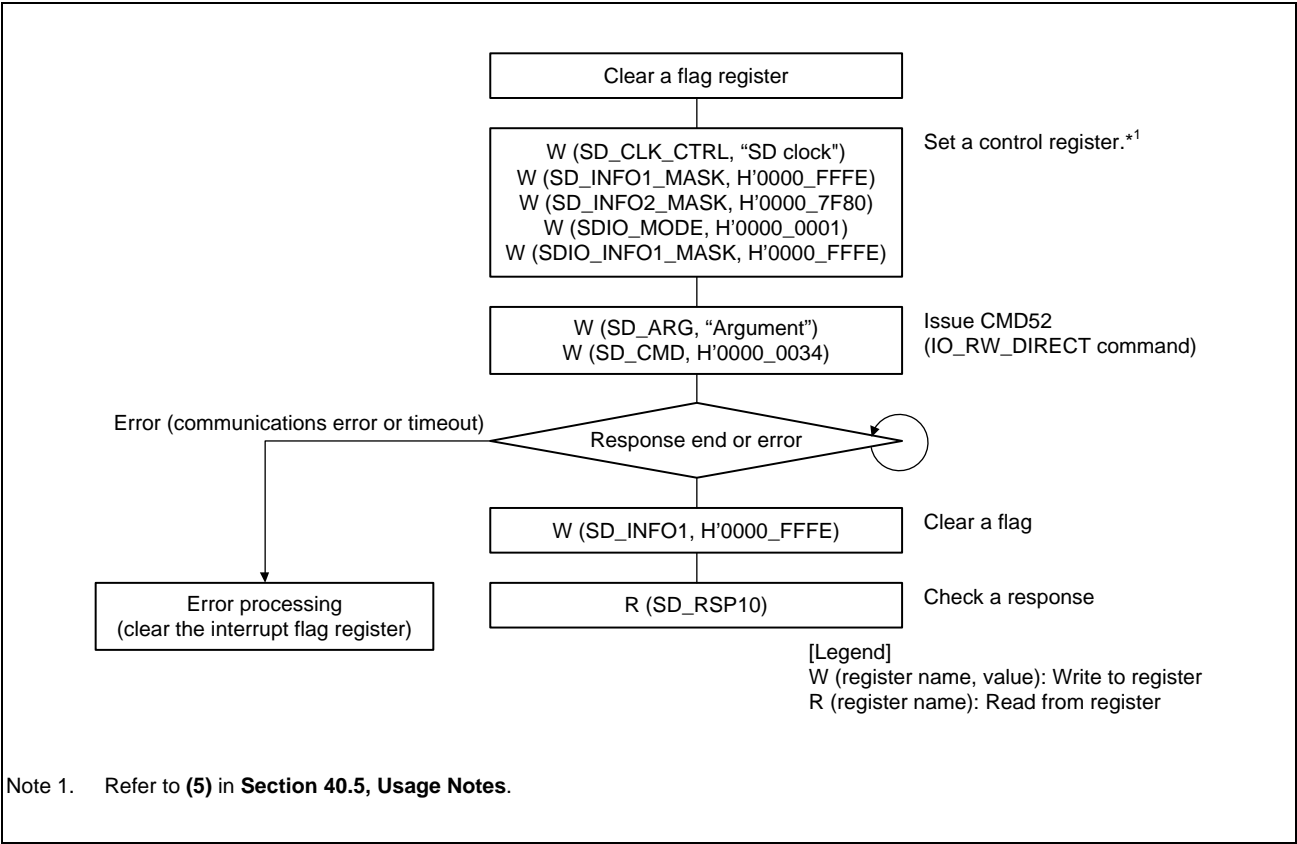 Clear a flag register
W (SD_CLK_CTRL, “SD clock")
W (SD_INFO1_MASK, H'0000_FFFE)
W (SD_INFO2_MASK, H'0000_7F80)
W (SDIO_MODE, H'0000_0001)
W (SDIO_INFO1_MASK, H'0000_FFFE)
Set a control register.*1
W (SD_ARG, “Argument”)
W (SD_CMD, H'0000_0034)
Issue CMD52
(IO_RW_DIRECT command)
Error (communications error or timeout)
Response end or error
W (SD_INFO1, H'0000_FFFE)
Clear a flag
Error processing
(clear the interrupt flag register)
R (SD_RSP10)
Check a response
[Legend]
W (register name, value): Write to register
R (register name): Read from register
Note 1. Refer to (5) in Section 40.5, Usage Notes.